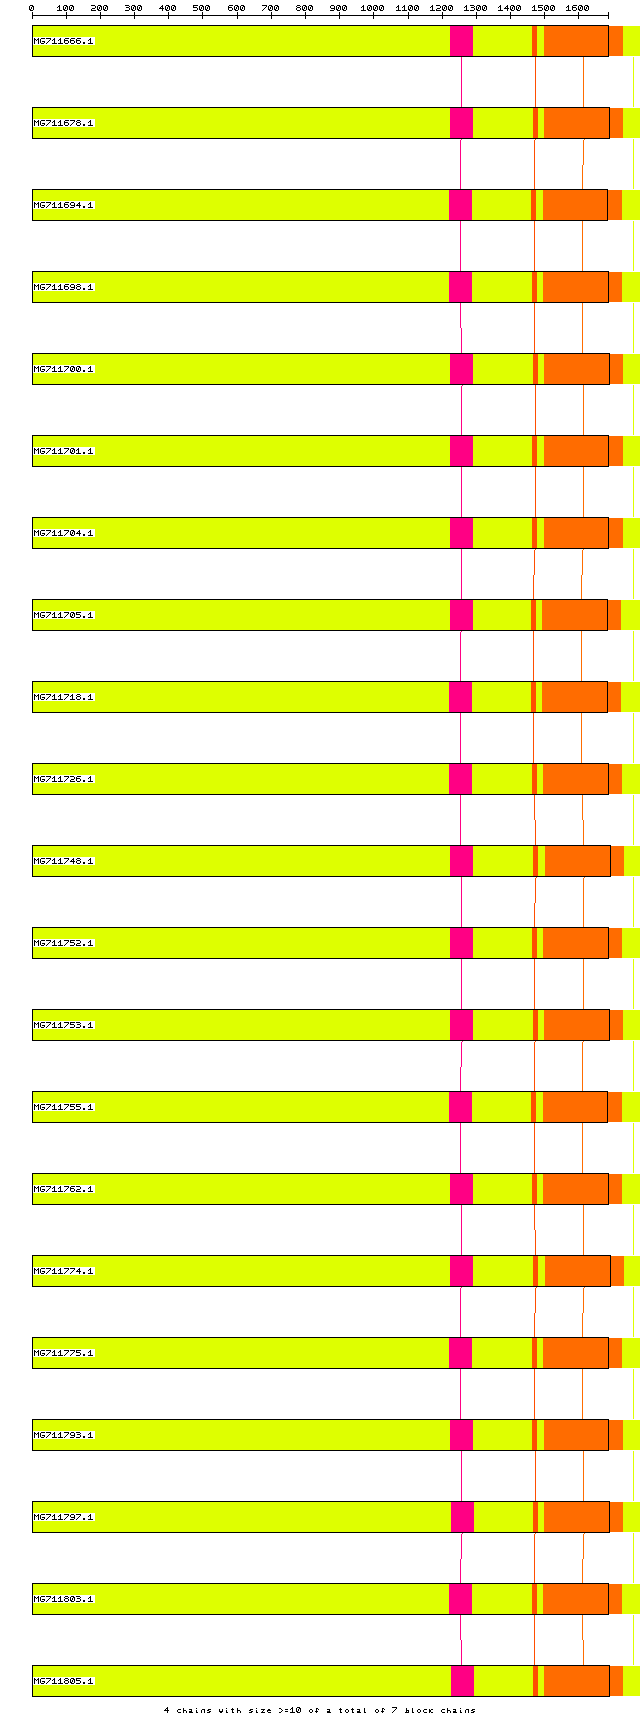 0 100 200 300 400 500 600 700 800 900 1000 1100 1200 1300 1400 1500 1600
MG711666.1
MG711678.1
MG711694.1
MG711698.1
MG711700.1
MG711701.1
MG711704.1
MG711705.1
MG711718.1
MG711726.1
MG711748.1
MG711752.1
MG711753.1
MG711755.1
MG711762.1
MG711774.1
MG711775.1
MG711793.1
MG711797.1
MG711803.1
MG711805.1
4 chains with size >=10 of a total of 7 block chains